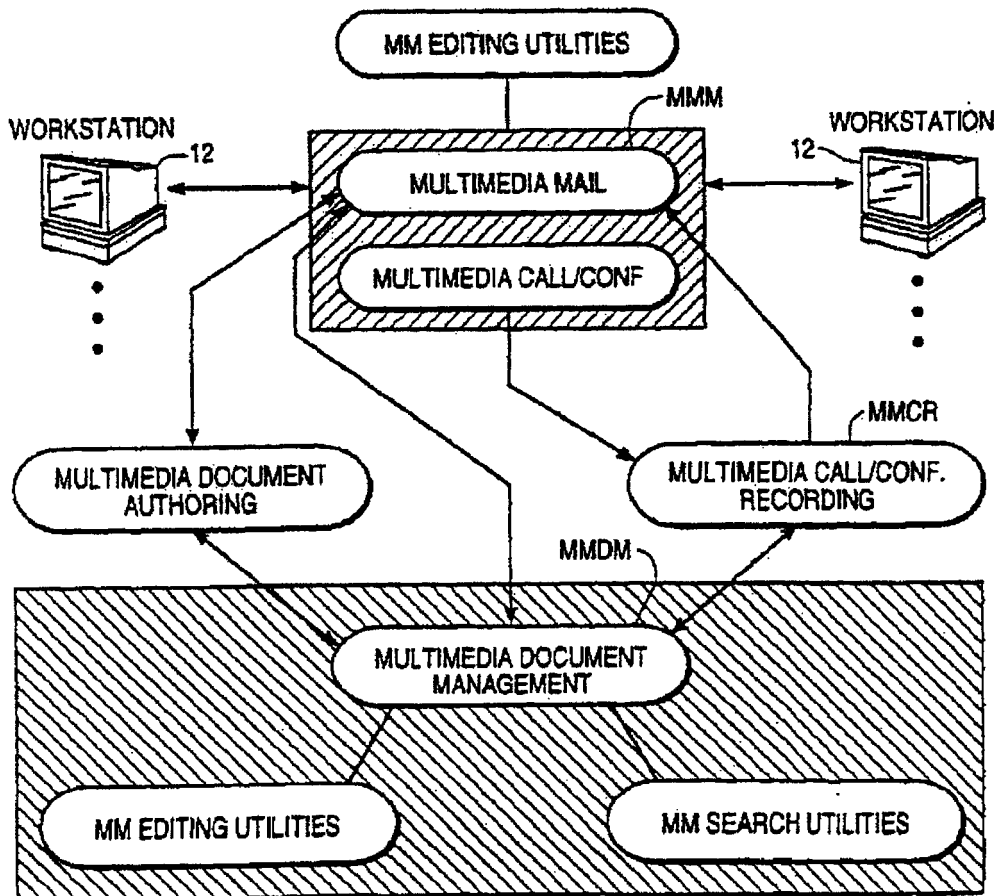 MM EDITING UTILITIES
MMM
WORKSTATION
12
WORKSTATION
12
MULTIMEDIA MAIL
MULTIMEDIA CALL/CONF
MMCR
MULTIMEDIA DOCUMENT
AUTHORING
MULTIMEDIA CALL/CONF.
RECORDING
MMDM
MULTIMEDIA DOCUMENT
MANAGEMENT
MM EDITING UTILITIES
MM SEARCH UTILITIES